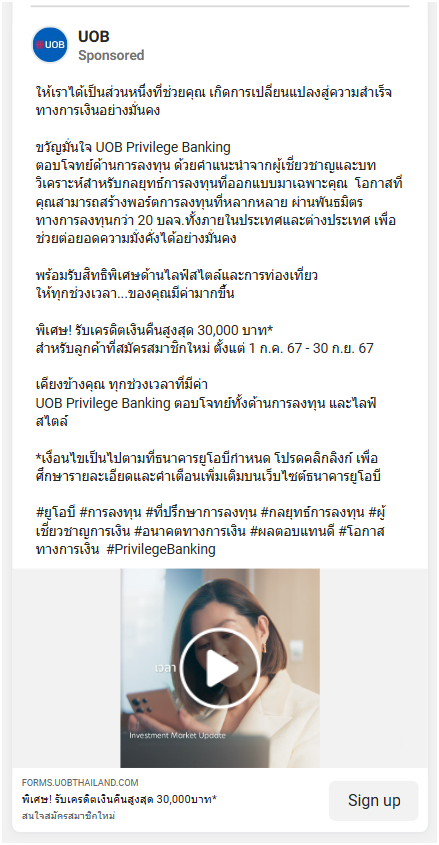 UOB
UOB
Sponsored
ให้เราได้เป็นส่วนหนึ่งที่ช่วยคุณ เกิดการเปลี่ยนแปลงสู่ความสำเร็จ
ทางการเงินอย่างมั่นคง
ขวัญมั่นใจ UOB Privilege Banking
ตอบโจทย์ด้านการลงทุน ด้วยคำแนะนำจากผู้เชี่ยวชาญและบท
วิเคราะห์สำหรับกลยุทธ์การลงทุนที่ออกแบบมาเฉพาะคุณ โอกาสที่
คุณสามารถสร้างพอร์ตการลงทุนที่หลากหลาย ผ่านพันธมิตร
ทางการลงทุนกว่า 20 บลจ.ทั้งภายในประเทศและต่างประเทศ เพื่อ
ช่วยต่อยอดความมั่งคั่งได้อย่างมั่นคง
พร้อมรับสิทธิพิเศษด้านไลฟ์สไตล์และการท่องเที่ยว
ให้ทุกช่วงเวลา...ของคุณมีค่ามากขึ้น
พิเศษ! รับเครดิตเงินคืนสูงสุด 30,000 บาท*
สำหรับลูกค้าที่สมัครสมาชิกใหม่ ตั้งแต่ 1 ก.ค. 67 - 30 ก.ย. 67
เคียงข้างคุณ ทุกช่วงเวลาที่มีค่า
UOB Privilege Banking ตอบโจทย์ทั้งด้านการลงทุน และไลฟ์
สไตล์
*เงื่อนไขเป็นไปตามที่ธนาคารยูโอบีกำหนด โปรดคลิกลิงก์ เพื่อ
ศึกษารายละเอียดและคำเตือนเพิ่มเติมบนเว็บไซต์ธนาคารยูโอบี
#ยูโอบี #การลงทุน #ที่ปรึกษาการลงทุน #กลยุทธ์การลงทุน #ผู้
เชี่ยวชาญการเงิน #อนาคตทางการเงิน #ผลตอบแทนดี #โอกาส
ทางการเงิน #PrivilegeBanking
เวลา
Investment Market Update
FORMS.UOBTHAILAND.COM
พิเศษ! รับเครดิตเงินคืนสูงสุด 30,000บาท*
สนใจสมัครสมาชิกใหม่
Sign up